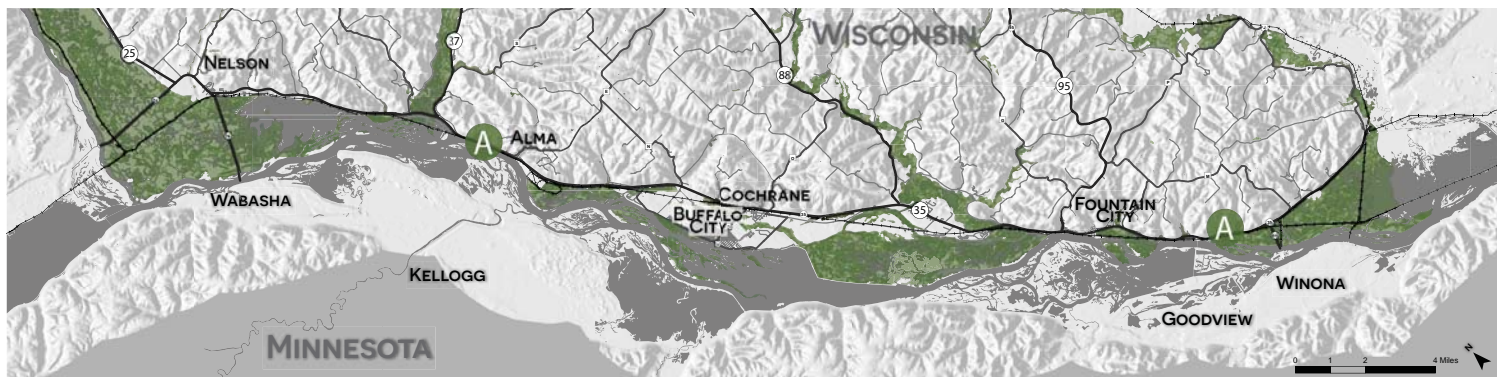 WISCONSIN
25
37
NELSON
88
95
A
ALMA
COCHRANE
WABASHA
BUFFALO
CITY
35
FOUNTAIN
CITY
A
KELLOGG
WINONA
GOODVIEW
MINNESOTA
0 1 2 4 Miles
N